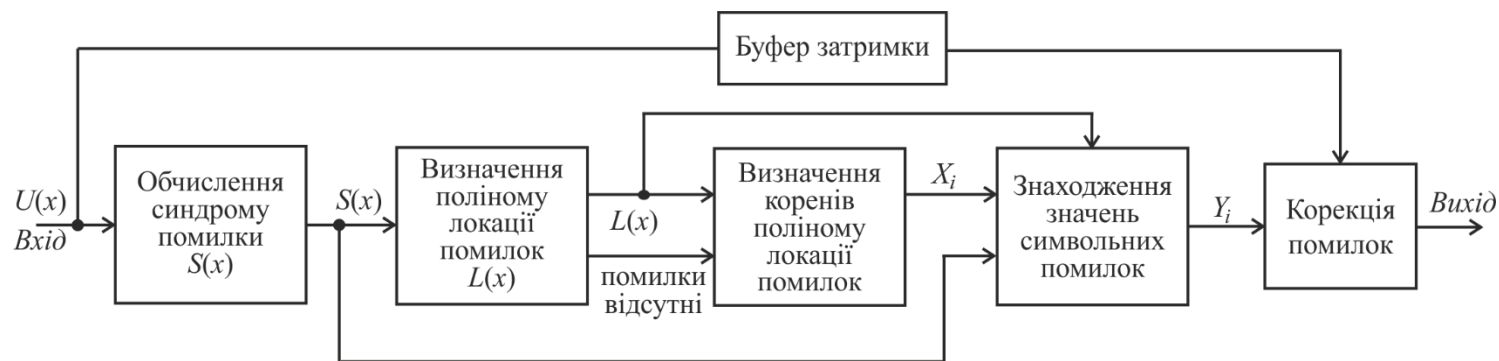 Буфер затримки
U(x)
Вхід
Обчислення
синдрому
помилки
S(x)
S(x)
Визначення
поліному
локації
помилок
L(x)
L(x)
помилки
відсутні
Визначення
коренів
поліному
локації
помилок
Xᵢ
Знаходження
значень
символьних
помилок
Yᵢ
Корекція
помилок
Вихід